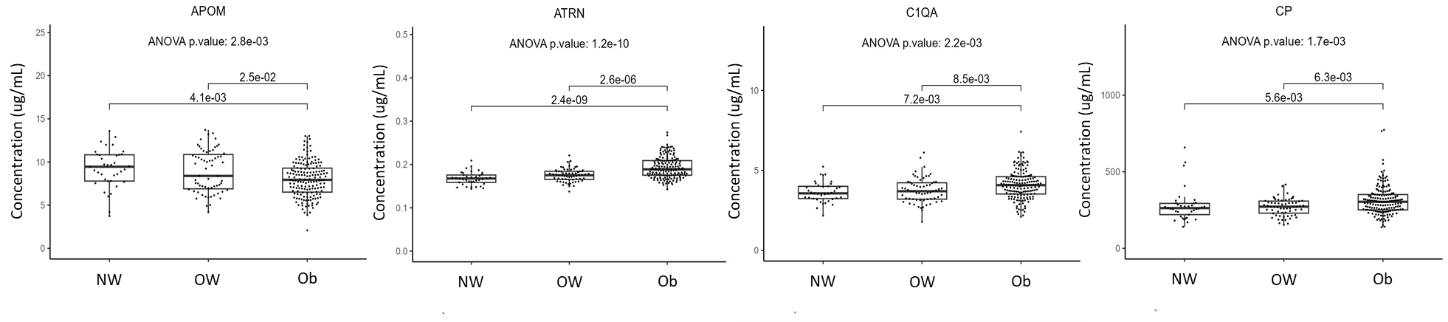 APOM
ANOVA p.value: 2.8e-03
2.5e-02
4.1e-03
Concentration (ug/mL)
25
20
15
10
5
0
NW OW Ob
ATRN
ANOVA p.value: 1.2e-10
2.6e-06
2.4e-09
Concentration (ug/mL)
0.5
0.4
0.3
0.2
0.1
0.0
NW OW Ob
C1QA
ANOVA p.value: 2.2e-03
8.5e-03
7.2e-03
Concentration (ug/mL)
10
5
0
NW OW Ob
CP
ANOVA p.value: 1.7e-03
6.3e-03
5.6e-03
Concentration (ug/mL)
1000
500
0
NW OW Ob